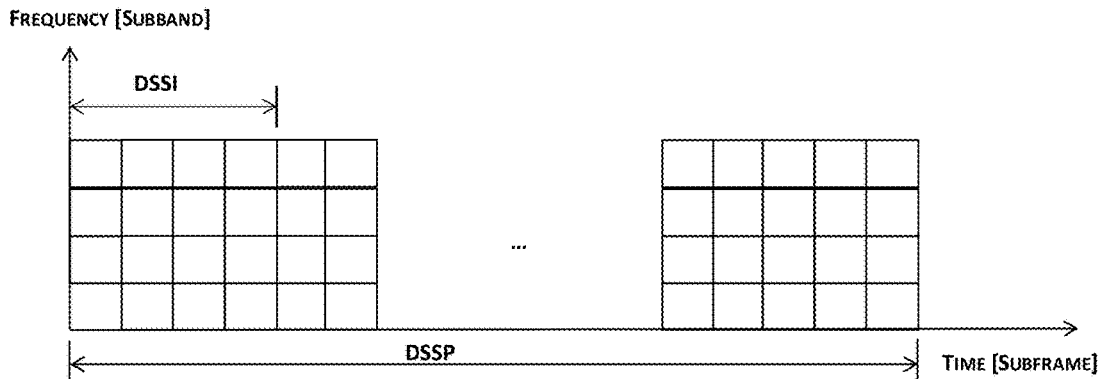 FREQUENCY [SUBBAND]
DSSI
...
DSSP
TIME [SUBFRAME]